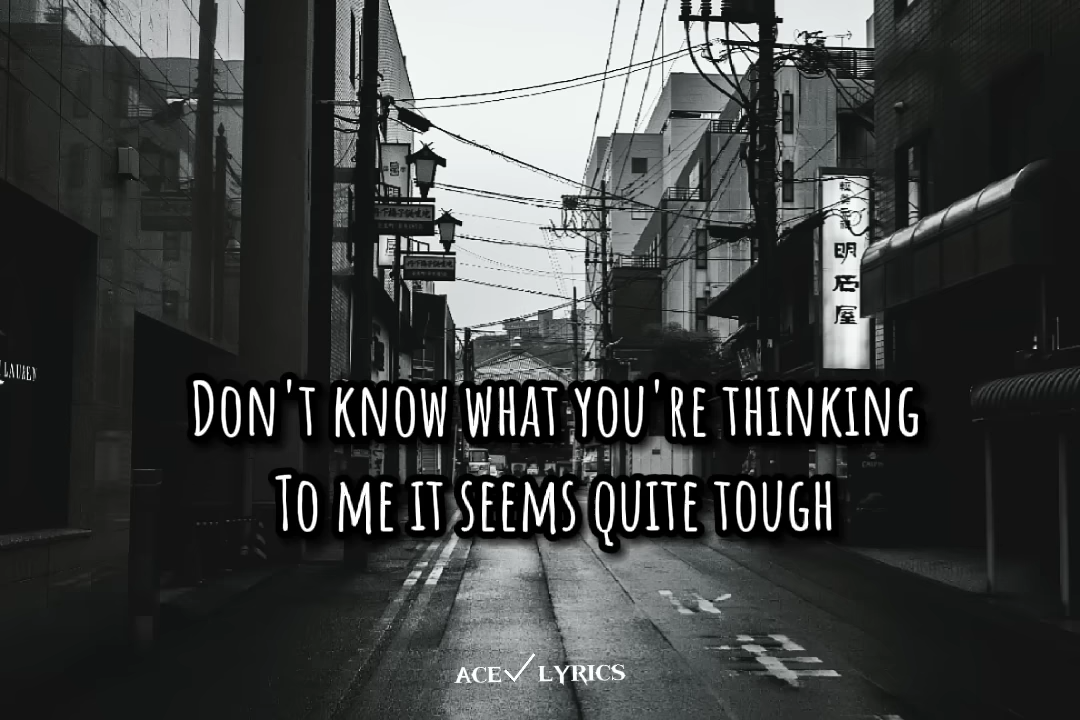 明石屋
LAUREN
Don't know what you're thinking
To me it seems quite tough
ACE LYRICS